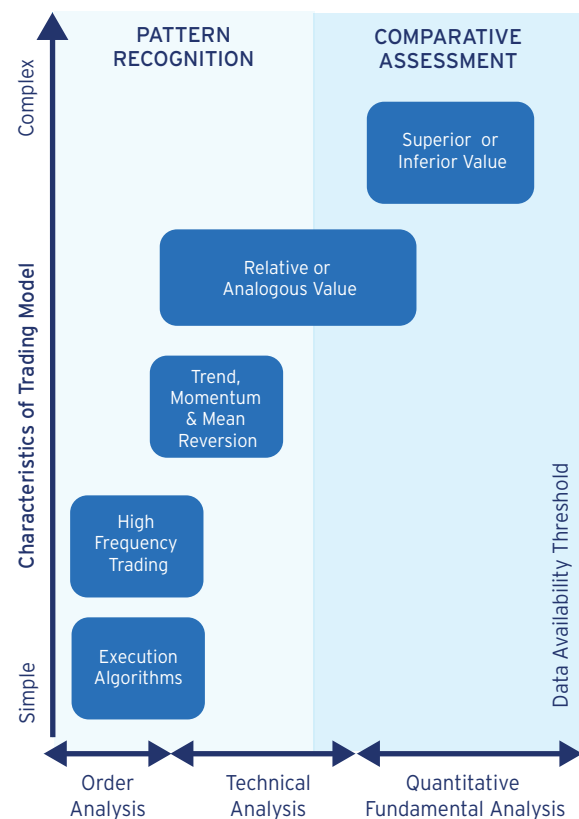 PATTERN
RECOGNITION
COMPARATIVE
ASSESSMENT
Complex
Characteristics of Trading Model
Simple
Superior or
Inferior Value
Relative or
Analogous Value
Trend,
Momentum
& Mean
Reversion
High
Frequency
Trading
Execution
Algorithms
Data Availability Threshold
Order
Analysis
Technical
Analysis
Quantitative
Fundamental Analysis